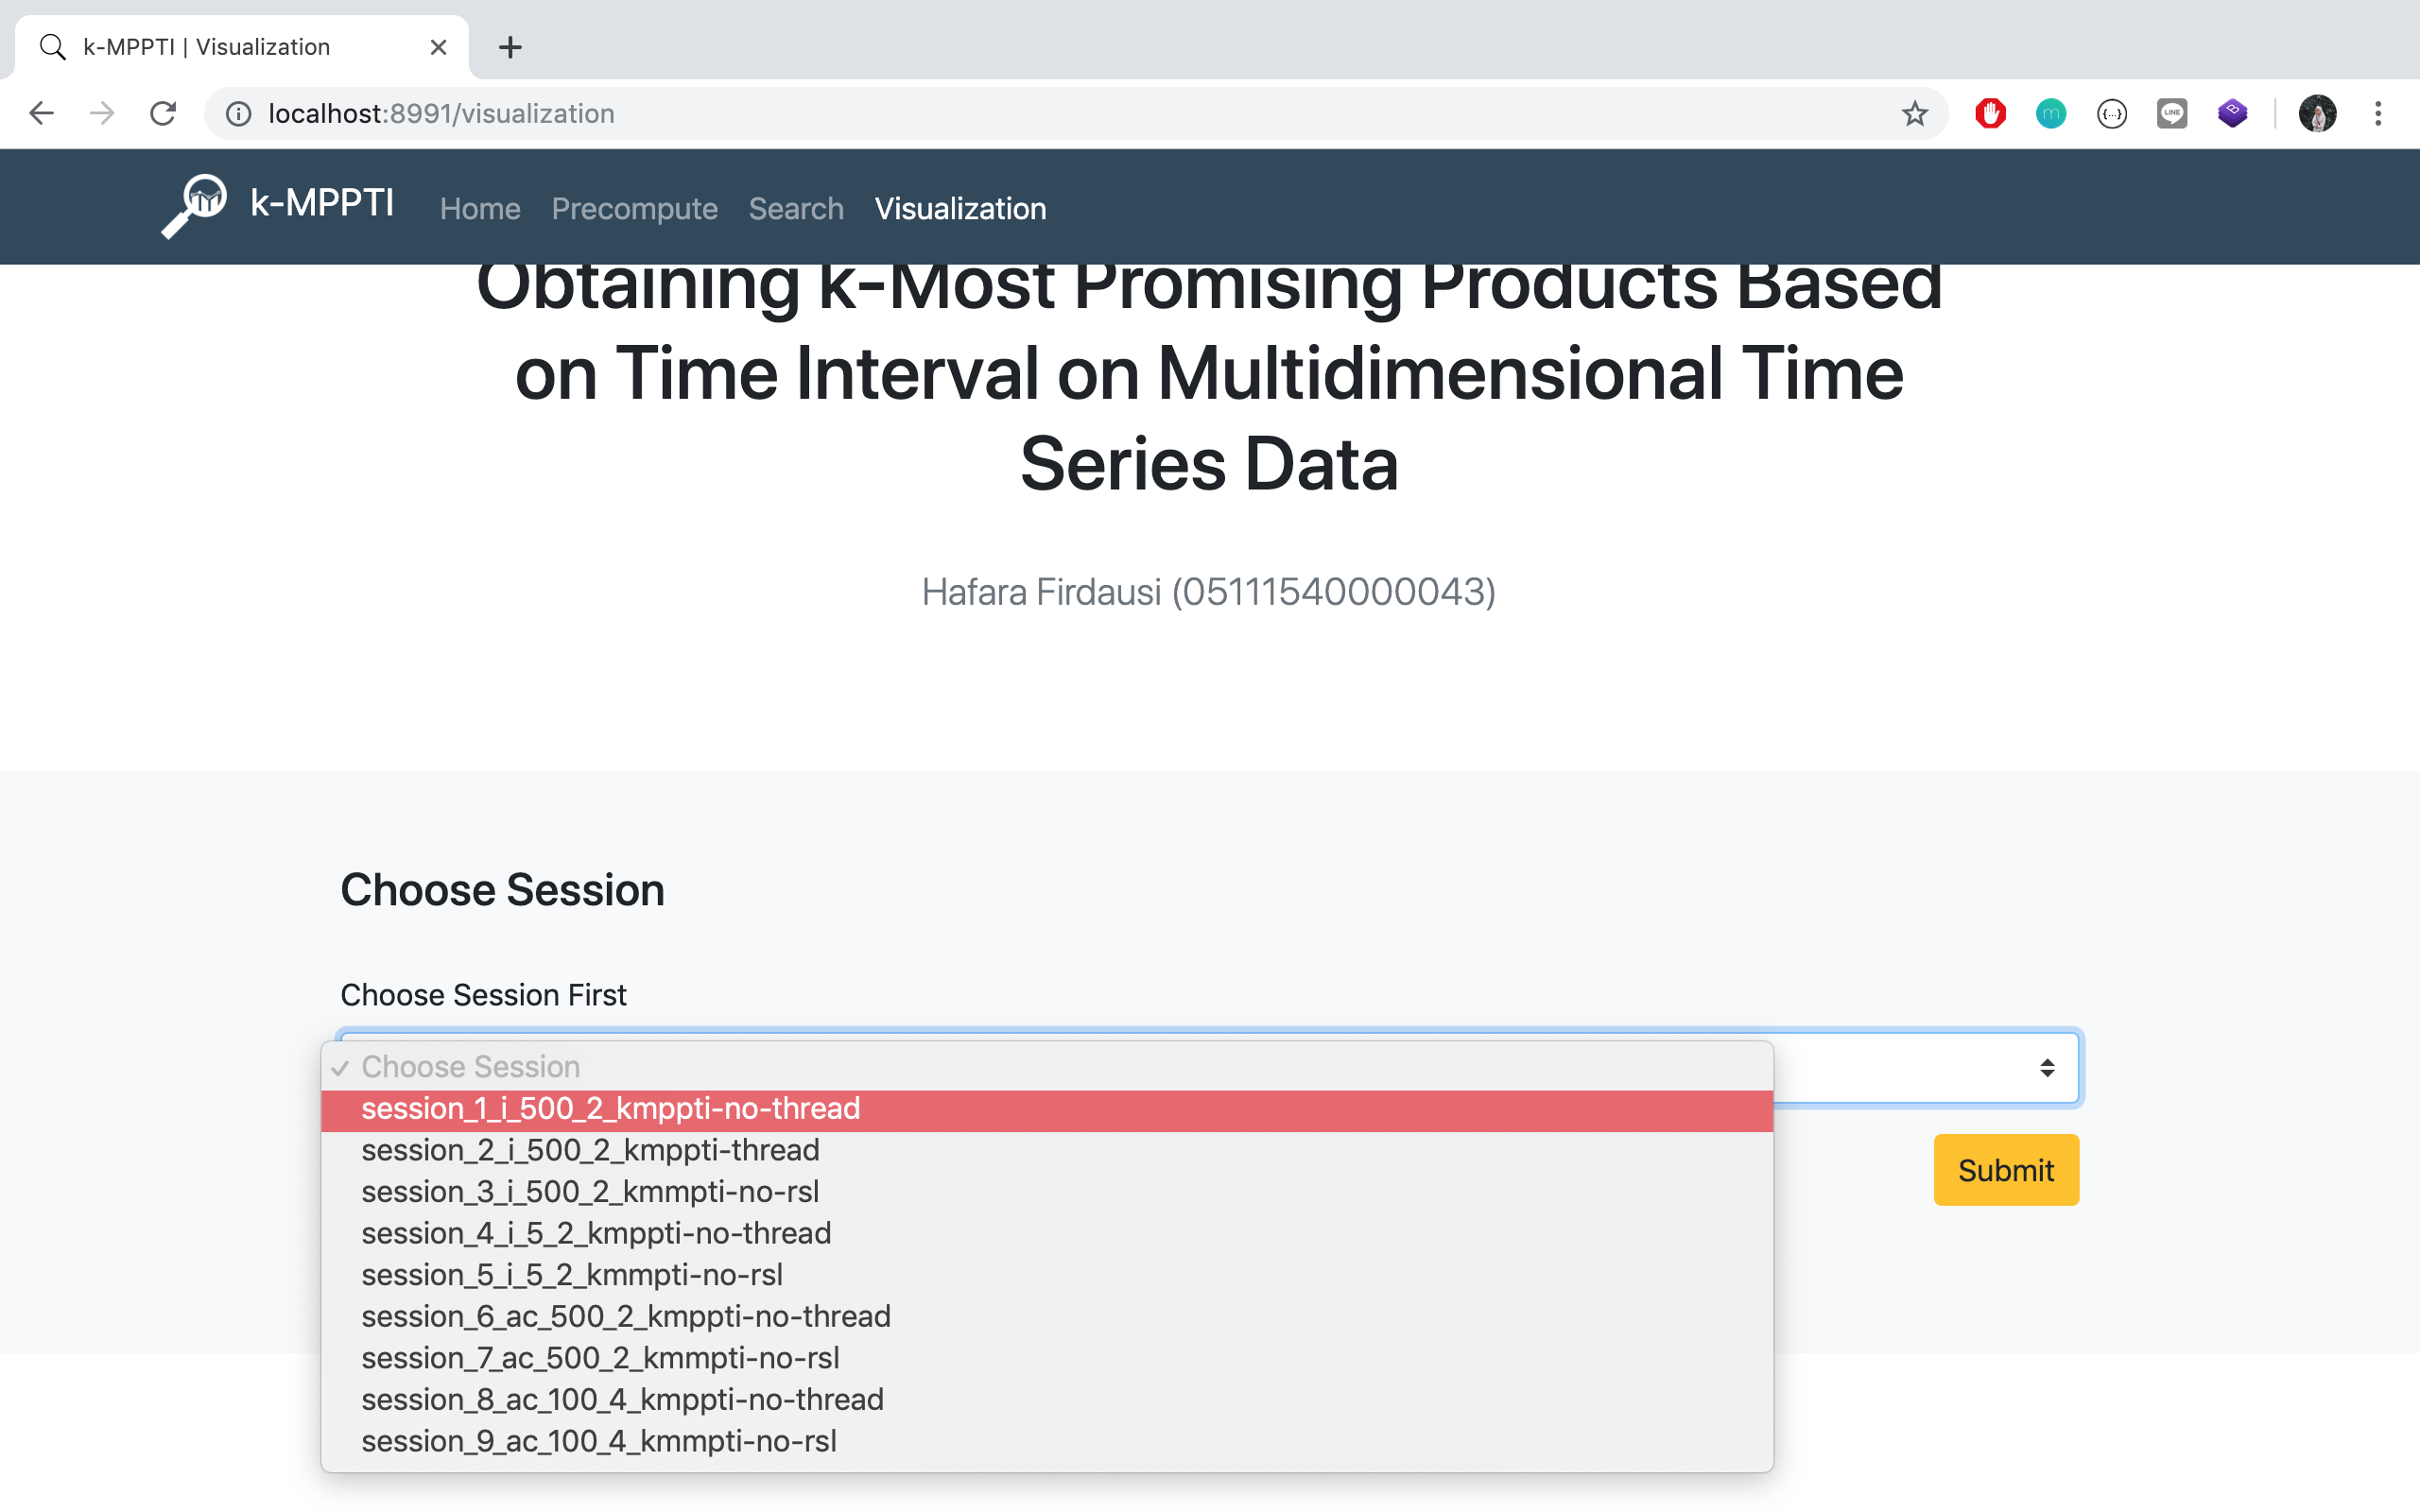 k-MPPTI | Visualization
localhost:8991/visualization
k-MPPTI Home Precompute Search Visualization
Obtaining k-Most Promising Products Based
on Time Interval on Multidimensional Time
Series Data
Hafara Firdausi (05111540000043)
Choose Session
Choose Session First
Choose Session
session_1_i_500_2_kmppti-no-thread
session_2_i_500_2_kmppti-thread
session_3_i_500_2_kmmpti-no-rsl
session_4_i_5_2_kmppti-no-thread
session_5_i_5_2_kmmpti-no-rsl
session_6_ac_500_2_kmppti-no-thread
session_7_ac_500_2_kmmpti-no-rsl
session_8_ac_100_4_kmppti-no-thread
session_9_ac_100_4_kmmpti-no-rsl
Submit